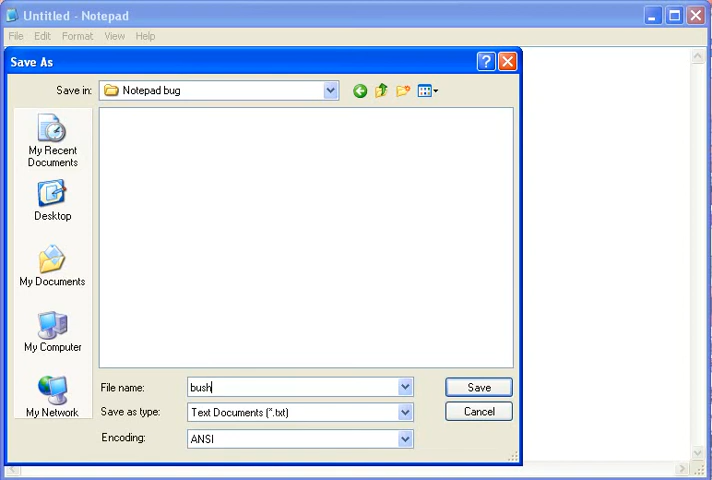 Untitled - Notepad
File Edit Format View Help
Save As
Save in: Notepad bug
My Recent
Documents
Desktop
My Documents
My Computer
My Network
File name: bush Save
Save as type: Text Documents (*.txt) Cancel
Encoding: ANSI